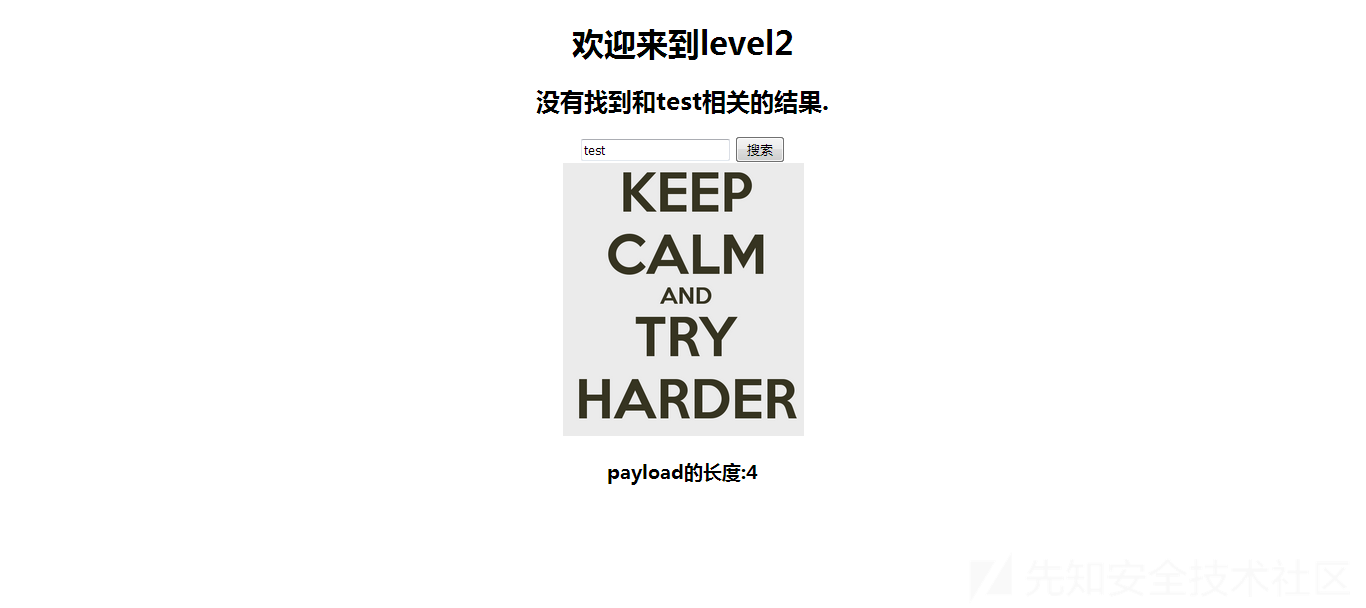 欢迎来到level2
没有找到和test相关的结果.
test 搜索
KEEP
CALM
AND
TRY
HARDER
payload的长度:4
先知安全技术社区